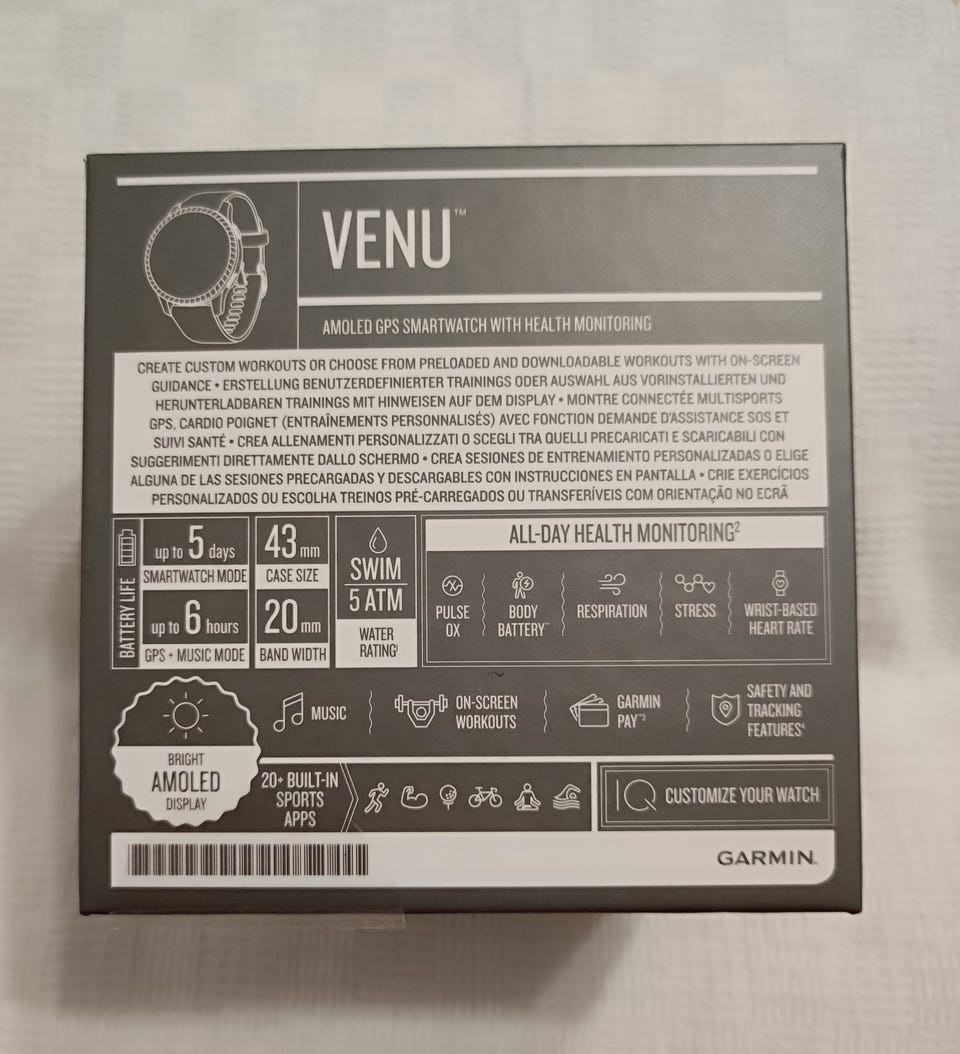 VENU™
AMOLED GPS SMARTWATCH WITH HEALTH MONITORING
CREATE CUSTOM WORKOUTS OR CHOOSE FROM PRELOADED AND DOWNLOADABLE WORKOUTS WITH ON-SCREEN
GUIDANCE • ERSTELLUNG BENUTZERDEFINIERTER TRAININGS ODER AUSWAHL AUS VORINSTALLIERTEN UND
HERUNTERLADBAREN TRAININGS MIT HINWEISEN AUF DEM DISPLAY • MONTRE CONNECTÉE MULTISPORTS
GPS, CARDIO POIGNET (ENTRAÎNEMENTS PERSONNALISÉS) AVEC FONCTION DEMANDE D'ASSISTANCE SOS ET
SUIVI SANTÉ • CREA ALLENAMENTI PERSONALIZZATI O SCEGLI TRA QUELLI PRECARICATI E SCARICABILI CON
SUGGERIMENTI DIRETTAMENTE DALLO SCHERMO • CREA SESIONES DE ENTRENAMIENTO PERSONALIZADAS O ELIGE
ALGUNA DE LAS SESIONES PRECARGADAS Y DESCARGABLES CON INSTRUCCIONES EN PANTALLA • CRIE EXERCÍCIOS
PERSONALIZADOS OU ESCOLHA TREINOS PRÉ-CARREGADOS OU TRANSFERÍVEIS COM ORIENTAÇÃO NO ECRÃ
BATTERY LIFE
up to 5 days
SMARTWATCH MODE
up to 6 hours
GPS + MUSIC MODE
43 mm
CASE SIZE
20 mm
BAND WIDTH
SWIM
5 ATM
WATER
RATING¹
ALL-DAY HEALTH MONITORING²
PULSE
OX
BODY
BATTERY™
RESPIRATION
STRESS
WRIST-BASED
HEART RATE
MUSIC
ON-SCREEN
WORKOUTS
GARMIN
PAY™³
SAFETY AND
TRACKING
FEATURES⁴
BRIGHT
AMOLED
DISPLAY
20+ BUILT-IN
SPORTS
APPS
IQ CUSTOMIZE YOUR WATCH
GARMIN.